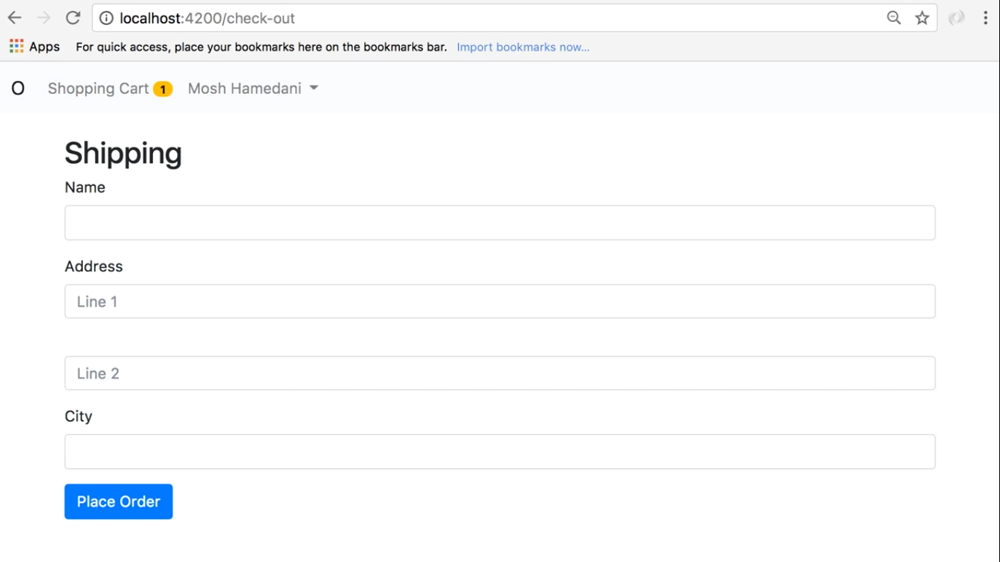 localhost:4200/check-out
Apps For quick access, place your bookmarks here on the bookmarks bar. Import bookmarks now...
O Shopping Cart 1 Mosh Hamedani
Shipping
Name
Address
Line 1
Line 2
City
Place Order